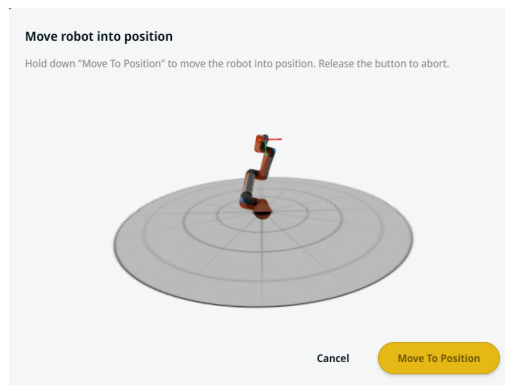 Move robot into position
Hold down "Move To Position" to move the robot into position. Release the button to abort.
Cancel
Move To Position